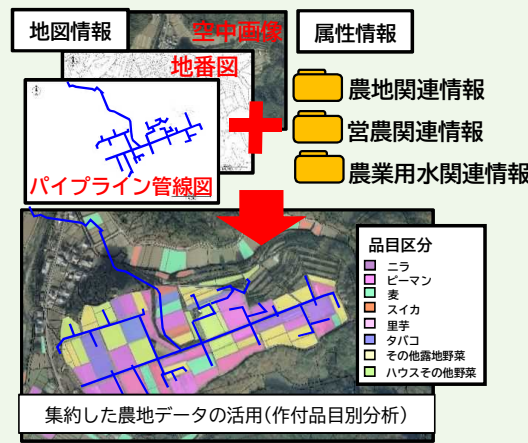 地図情報
空中画像
属性情報
地番図
パイプライン管線図
農地関連情報
営農関連情報
農業用水関連情報
品目区分
ニラ
ピーマン
麦
スイカ
里芋
タバコ
その他露地野菜
ハウスその他野菜
集約した農地データの活用(作付品目別分析)